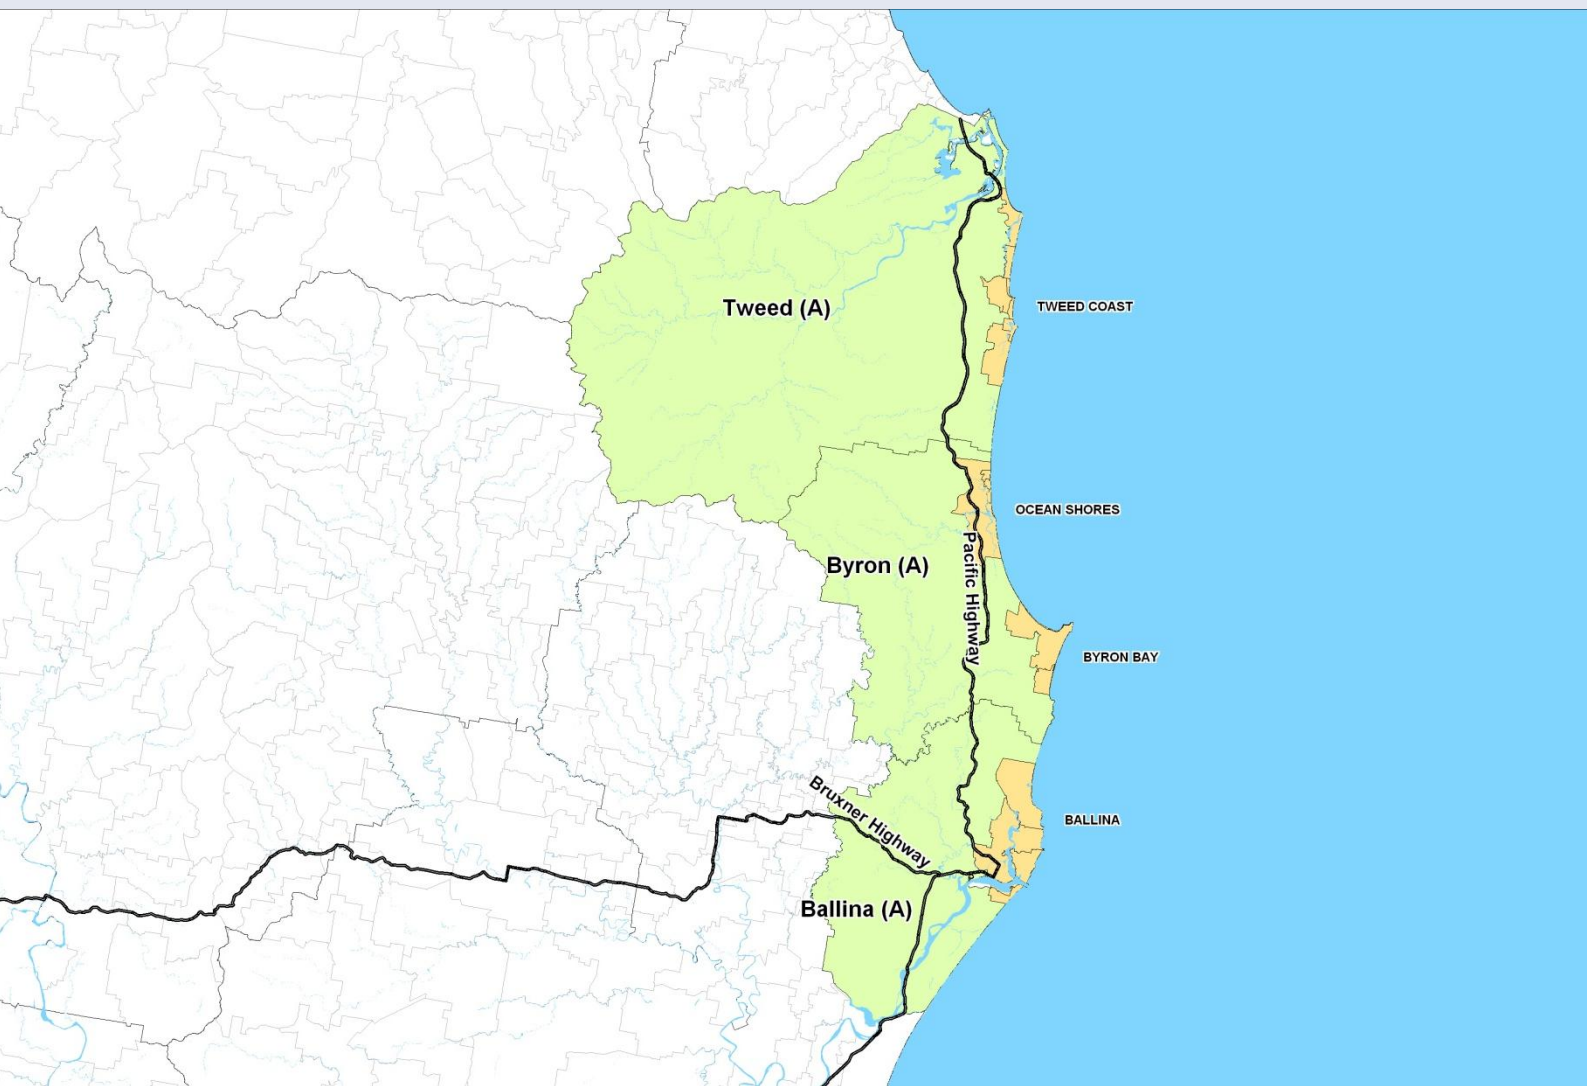 Tweed (A)
TWEED COAST
OCEAN SHORES
Byron (A)
Pacific Highway
BYRON BAY
Bruxner Highway
BALLINA
Ballina (A)